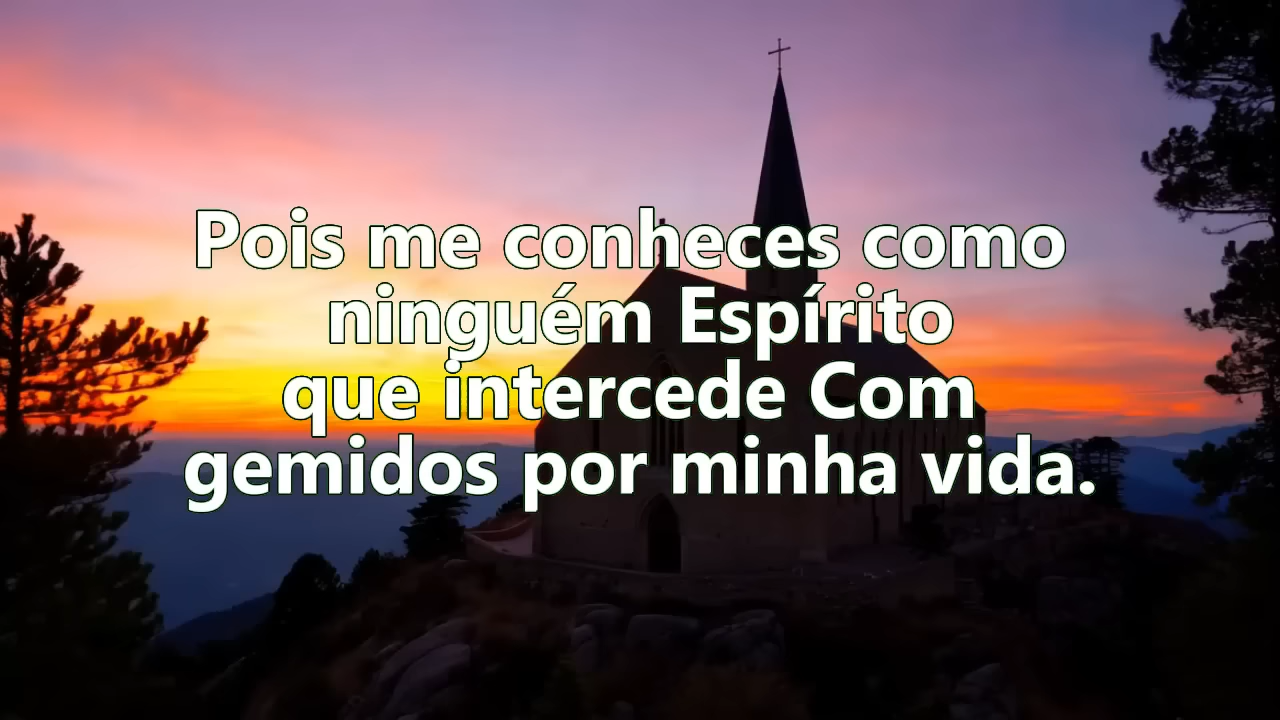 Pois me conheces como
ninguém Espírito
que intercede Com
gemidos por minha vida.